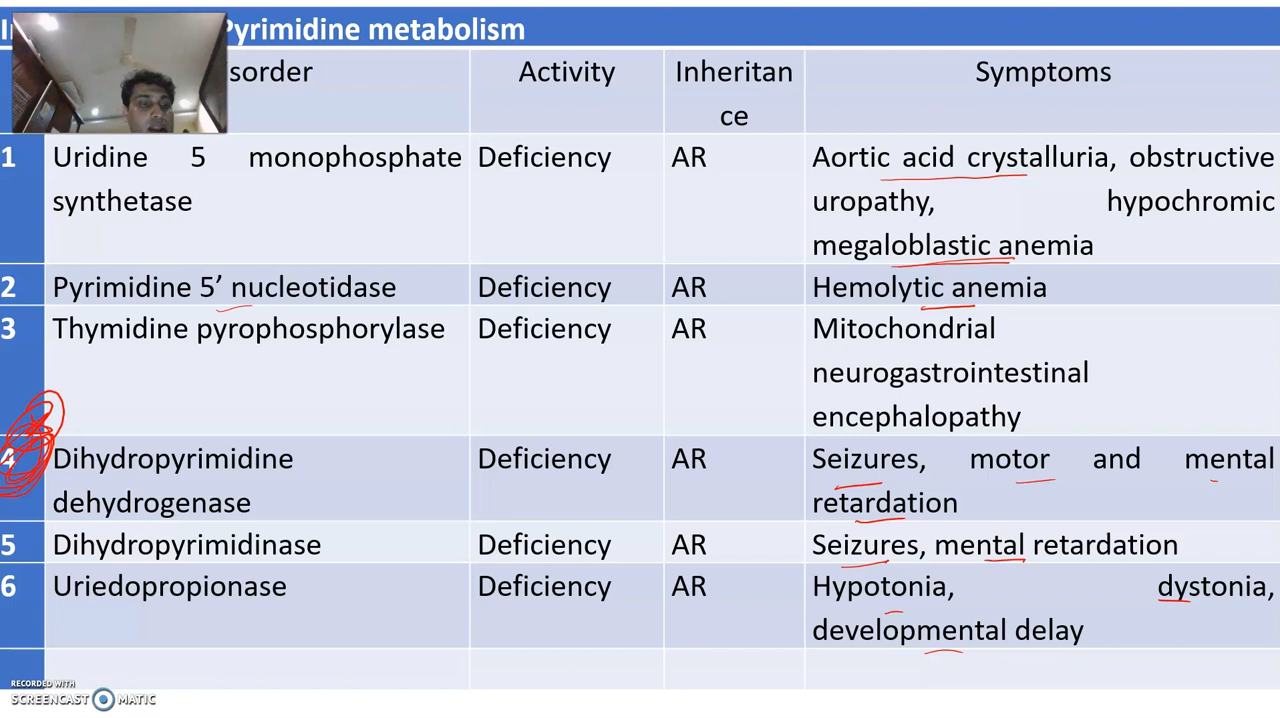 Pyrimidine metabolism
sorder Activity Inheritan Symptoms
ce
1 Uridine 5 monophosphate Deficiency AR Aortic acid crystalluria, obstructive
synthetase uropathy, hypochromic
megaloblastic anemia
2 Pyrimidine 5’ nucleotidase Deficiency AR Hemolytic anemia
3 Thymidine pyrophosphorylase Deficiency AR Mitochondrial
neurogastrointestinal
encephalopathy
4 Dihydropyrimidine Deficiency AR Seizures, motor and mental
dehydrogenase retardation
5 Dihydropyrimidinase Deficiency AR Seizures, mental retardation
6 Uriedopropionase Deficiency AR Hypotonia, dystonia,
developmental delay
RECORDED WITH
SCREENCAST MATIC